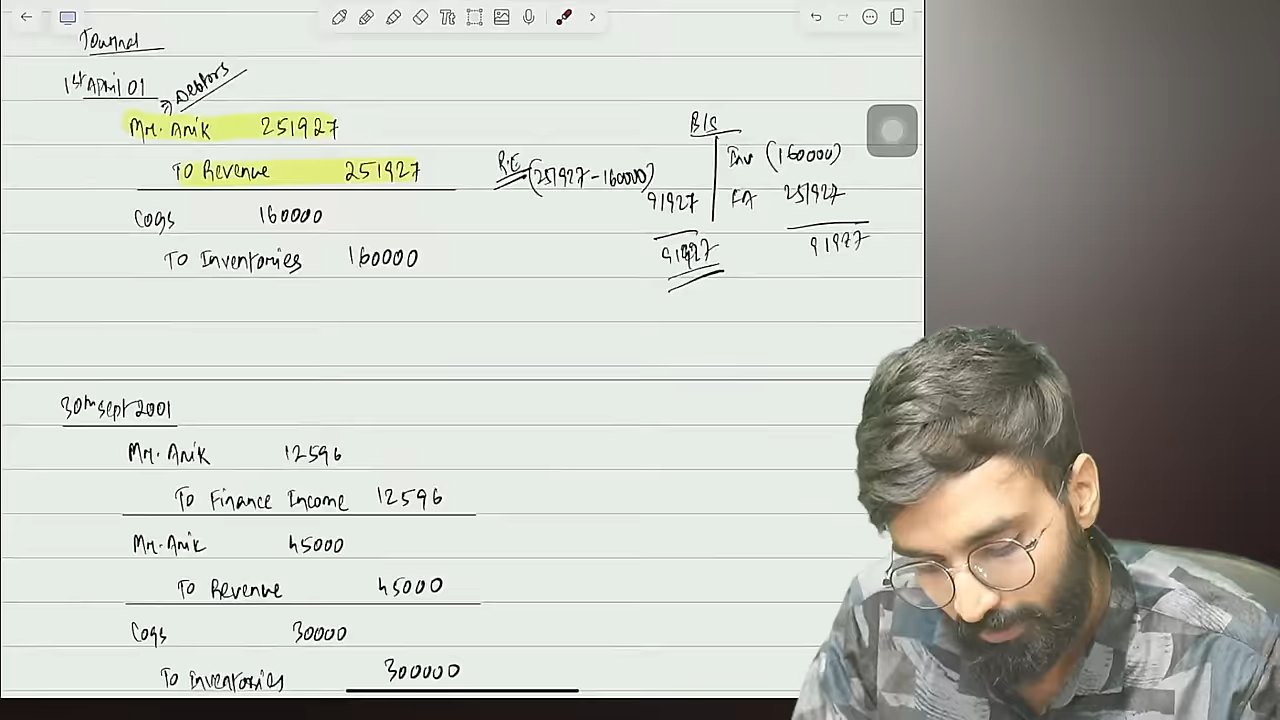 Journal
1st April 01
⇒ Debtors
Mr. Anik 251927
To Revenue 251927
Cogs 160000
To Inventories 160000
B/S
R.E (251927-160000)
91927
91927
Inv (160000)
FA 251927
91927
30th Sept 2001
Mr. Anik 12596
To Finance Income 12596
Mr. Anik 45000
To Revenue 45000
Cogs 30000
To Inventories 300000